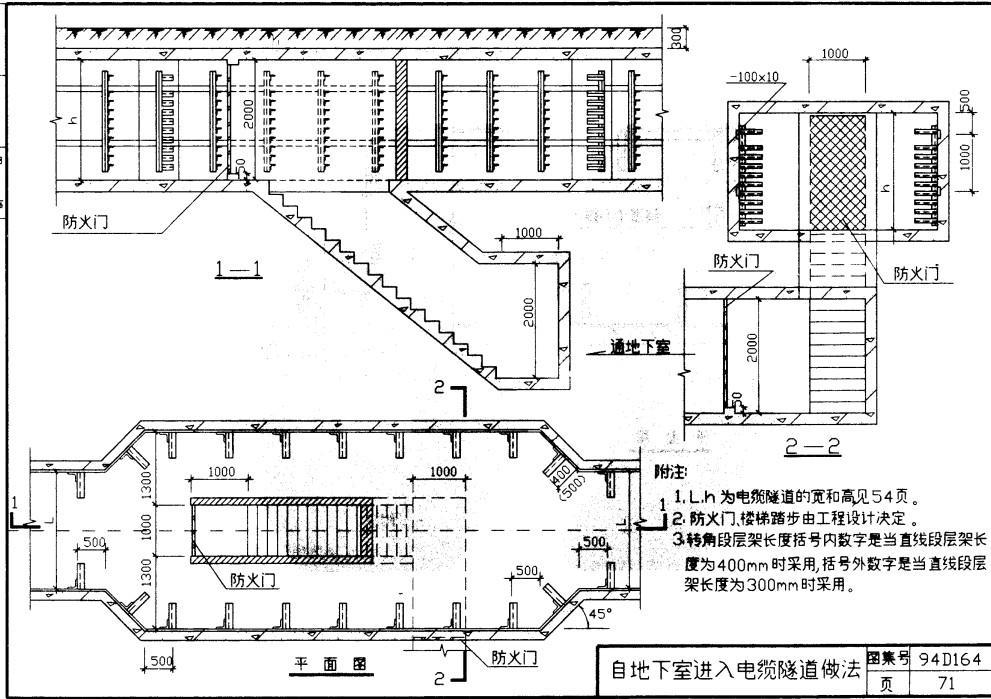 300
h
2000
50
防火门
1—1
1000
2000
通地下室
1000
-100×10
500
1000
h
防火门
防火门
2000
50
2—2
2
1000
1000
400
(500)
1300
1000
1300
1
L
500
防火门
500
500
L
1
45°
500
平面图
2
防火门
附注:
1. L.h 为电缆隧道的宽和高见54页。
2. 防火门、楼梯踏步由工程设计决定。
3.转角段层架长度括号内数字是当直线段层架长
度为400mm时采用,括号外数字是当直线段层
架长度为300mm时采用。
自地下室进入电缆隧道做法
图集号 94D164
页 71